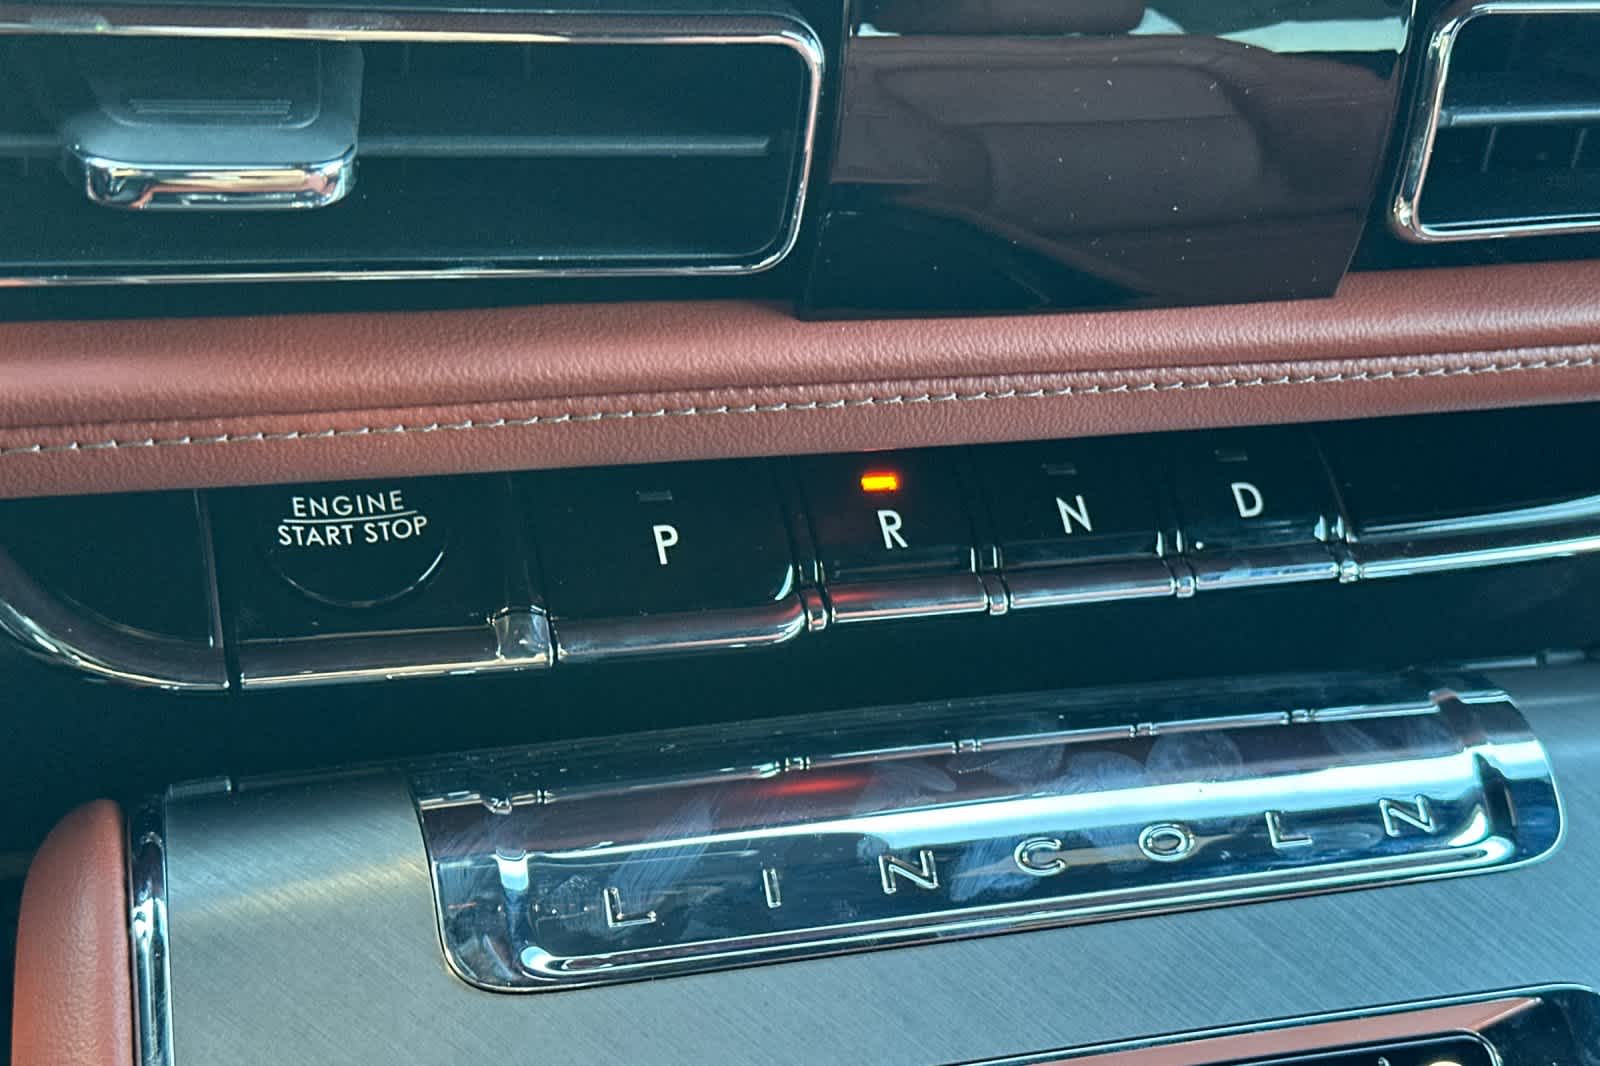 ENGINE
START STOP
P R N D
LINCOLN